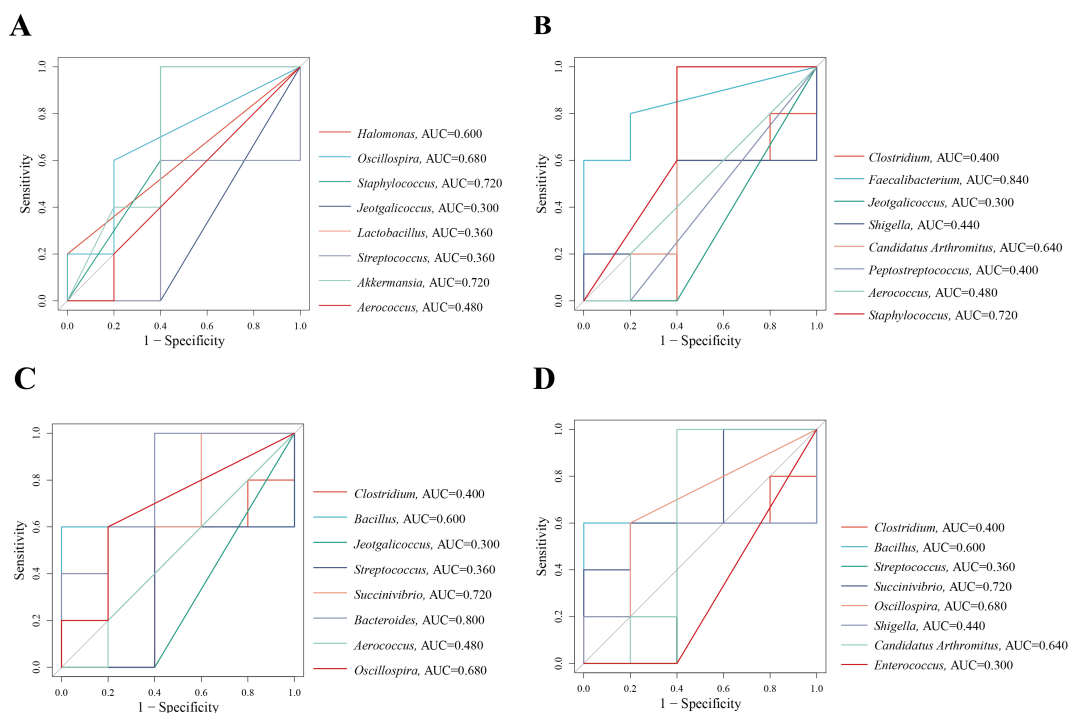 A
Sensitivity
1.0
0.8
0.6
0.4
0.2
0.0
0.0 0.2 0.4 0.6 0.8 1.0
1 − Specificity
Halomonas, AUC=0.600
Oscillospira, AUC=0.680
Staphylococcus, AUC=0.720
Jeotgalicoccus, AUC=0.300
Lactobacillus, AUC=0.360
Streptococcus, AUC=0.360
Akkermansia, AUC=0.720
Aerococcus, AUC=0.480
B
Sensitivity
1.0
0.8
0.6
0.4
0.2
0.0
0.0 0.2 0.4 0.6 0.8 1.0
1 − Specificity
Clostridium, AUC=0.400
Faecalibacterium, AUC=0.840
Jeotgalicoccus, AUC=0.300
Shigella, AUC=0.440
Candidatus Arthromitus, AUC=0.640
Peptostreptococcus, AUC=0.400
Aerococcus, AUC=0.480
Staphylococcus, AUC=0.720
C
Sensitivity
1.0
0.8
0.6
0.4
0.2
0.0
0.0 0.2 0.4 0.6 0.8 1.0
1 − Specificity
Clostridium, AUC=0.400
Bacillus, AUC=0.600
Jeotgalicoccus, AUC=0.300
Streptococcus, AUC=0.360
Succinivibrio, AUC=0.720
Bacteroides, AUC=0.800
Aerococcus, AUC=0.480
Oscillospira, AUC=0.680
D
Sensitivity
1.0
0.8
0.6
0.4
0.2
0.0
0.0 0.2 0.4 0.6 0.8 1.0
1 − Specificity
Clostridium, AUC=0.400
Bacillus, AUC=0.600
Streptococcus, AUC=0.360
Succinivibrio, AUC=0.720
Oscillospira, AUC=0.680
Shigella, AUC=0.440
Candidatus Arthromitus, AUC=0.640
Enterococcus, AUC=0.300